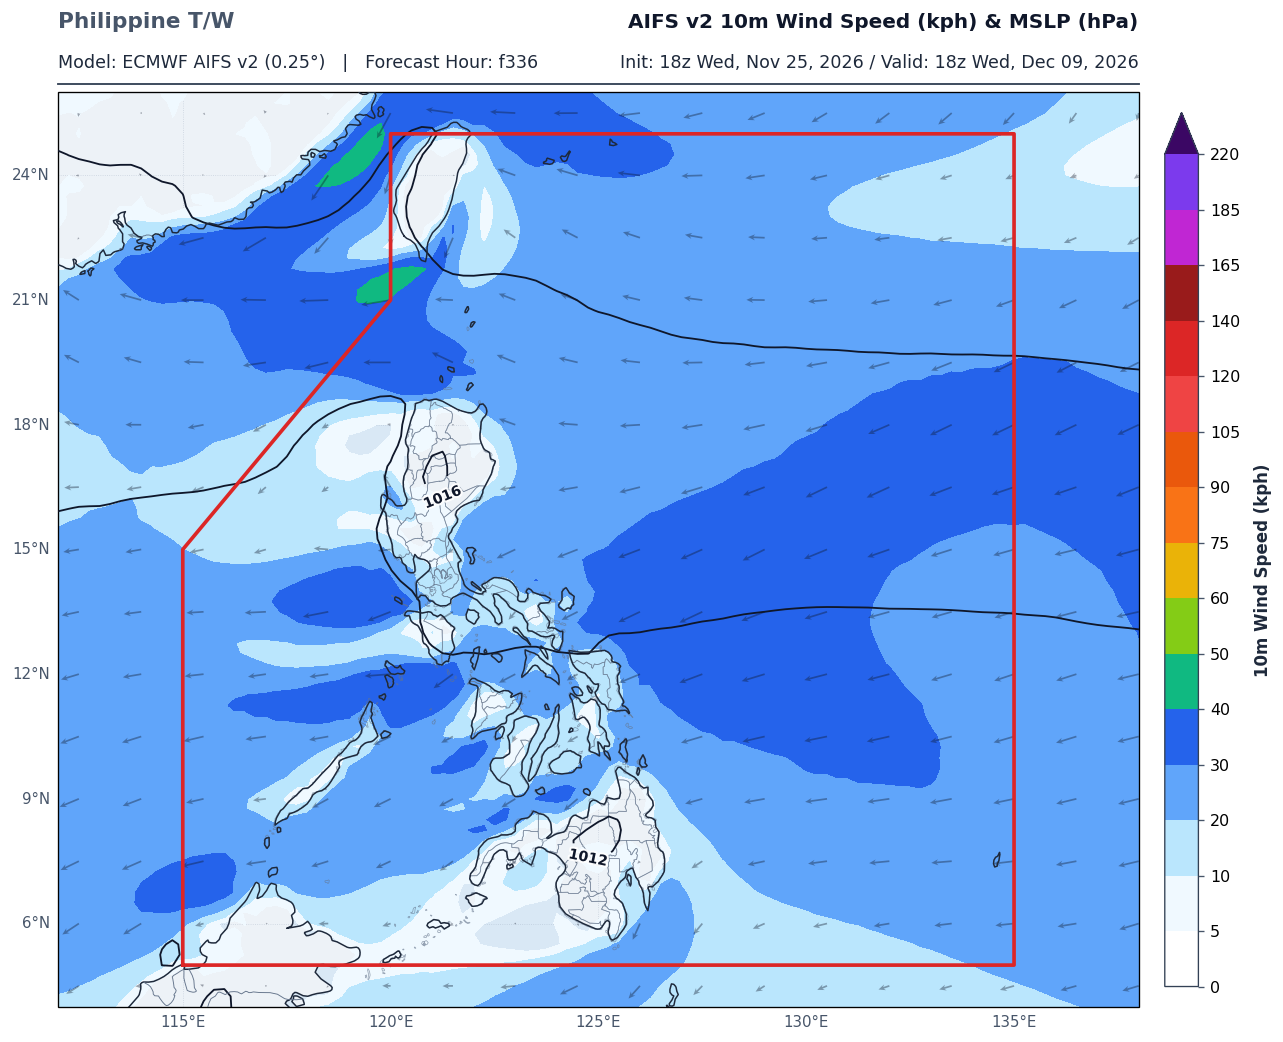 Philippine T/W
AIFS v2 10m Wind Speed (kph) & MSLP (hPa)
Model: ECMWF AIFS v2 (0.25°) | Forecast Hour: f336
Init: 18z Wed, Nov 25, 2026 / Valid: 18z Wed, Dec 09, 2026
24°N
21°N
18°N
15°N
12°N
9°N
6°N
115°E
120°E
125°E
130°E
135°E
1016
1012
220
185
165
140
120
105
90
75
60
50
40
30
20
10
5
0
10m Wind Speed (kph)